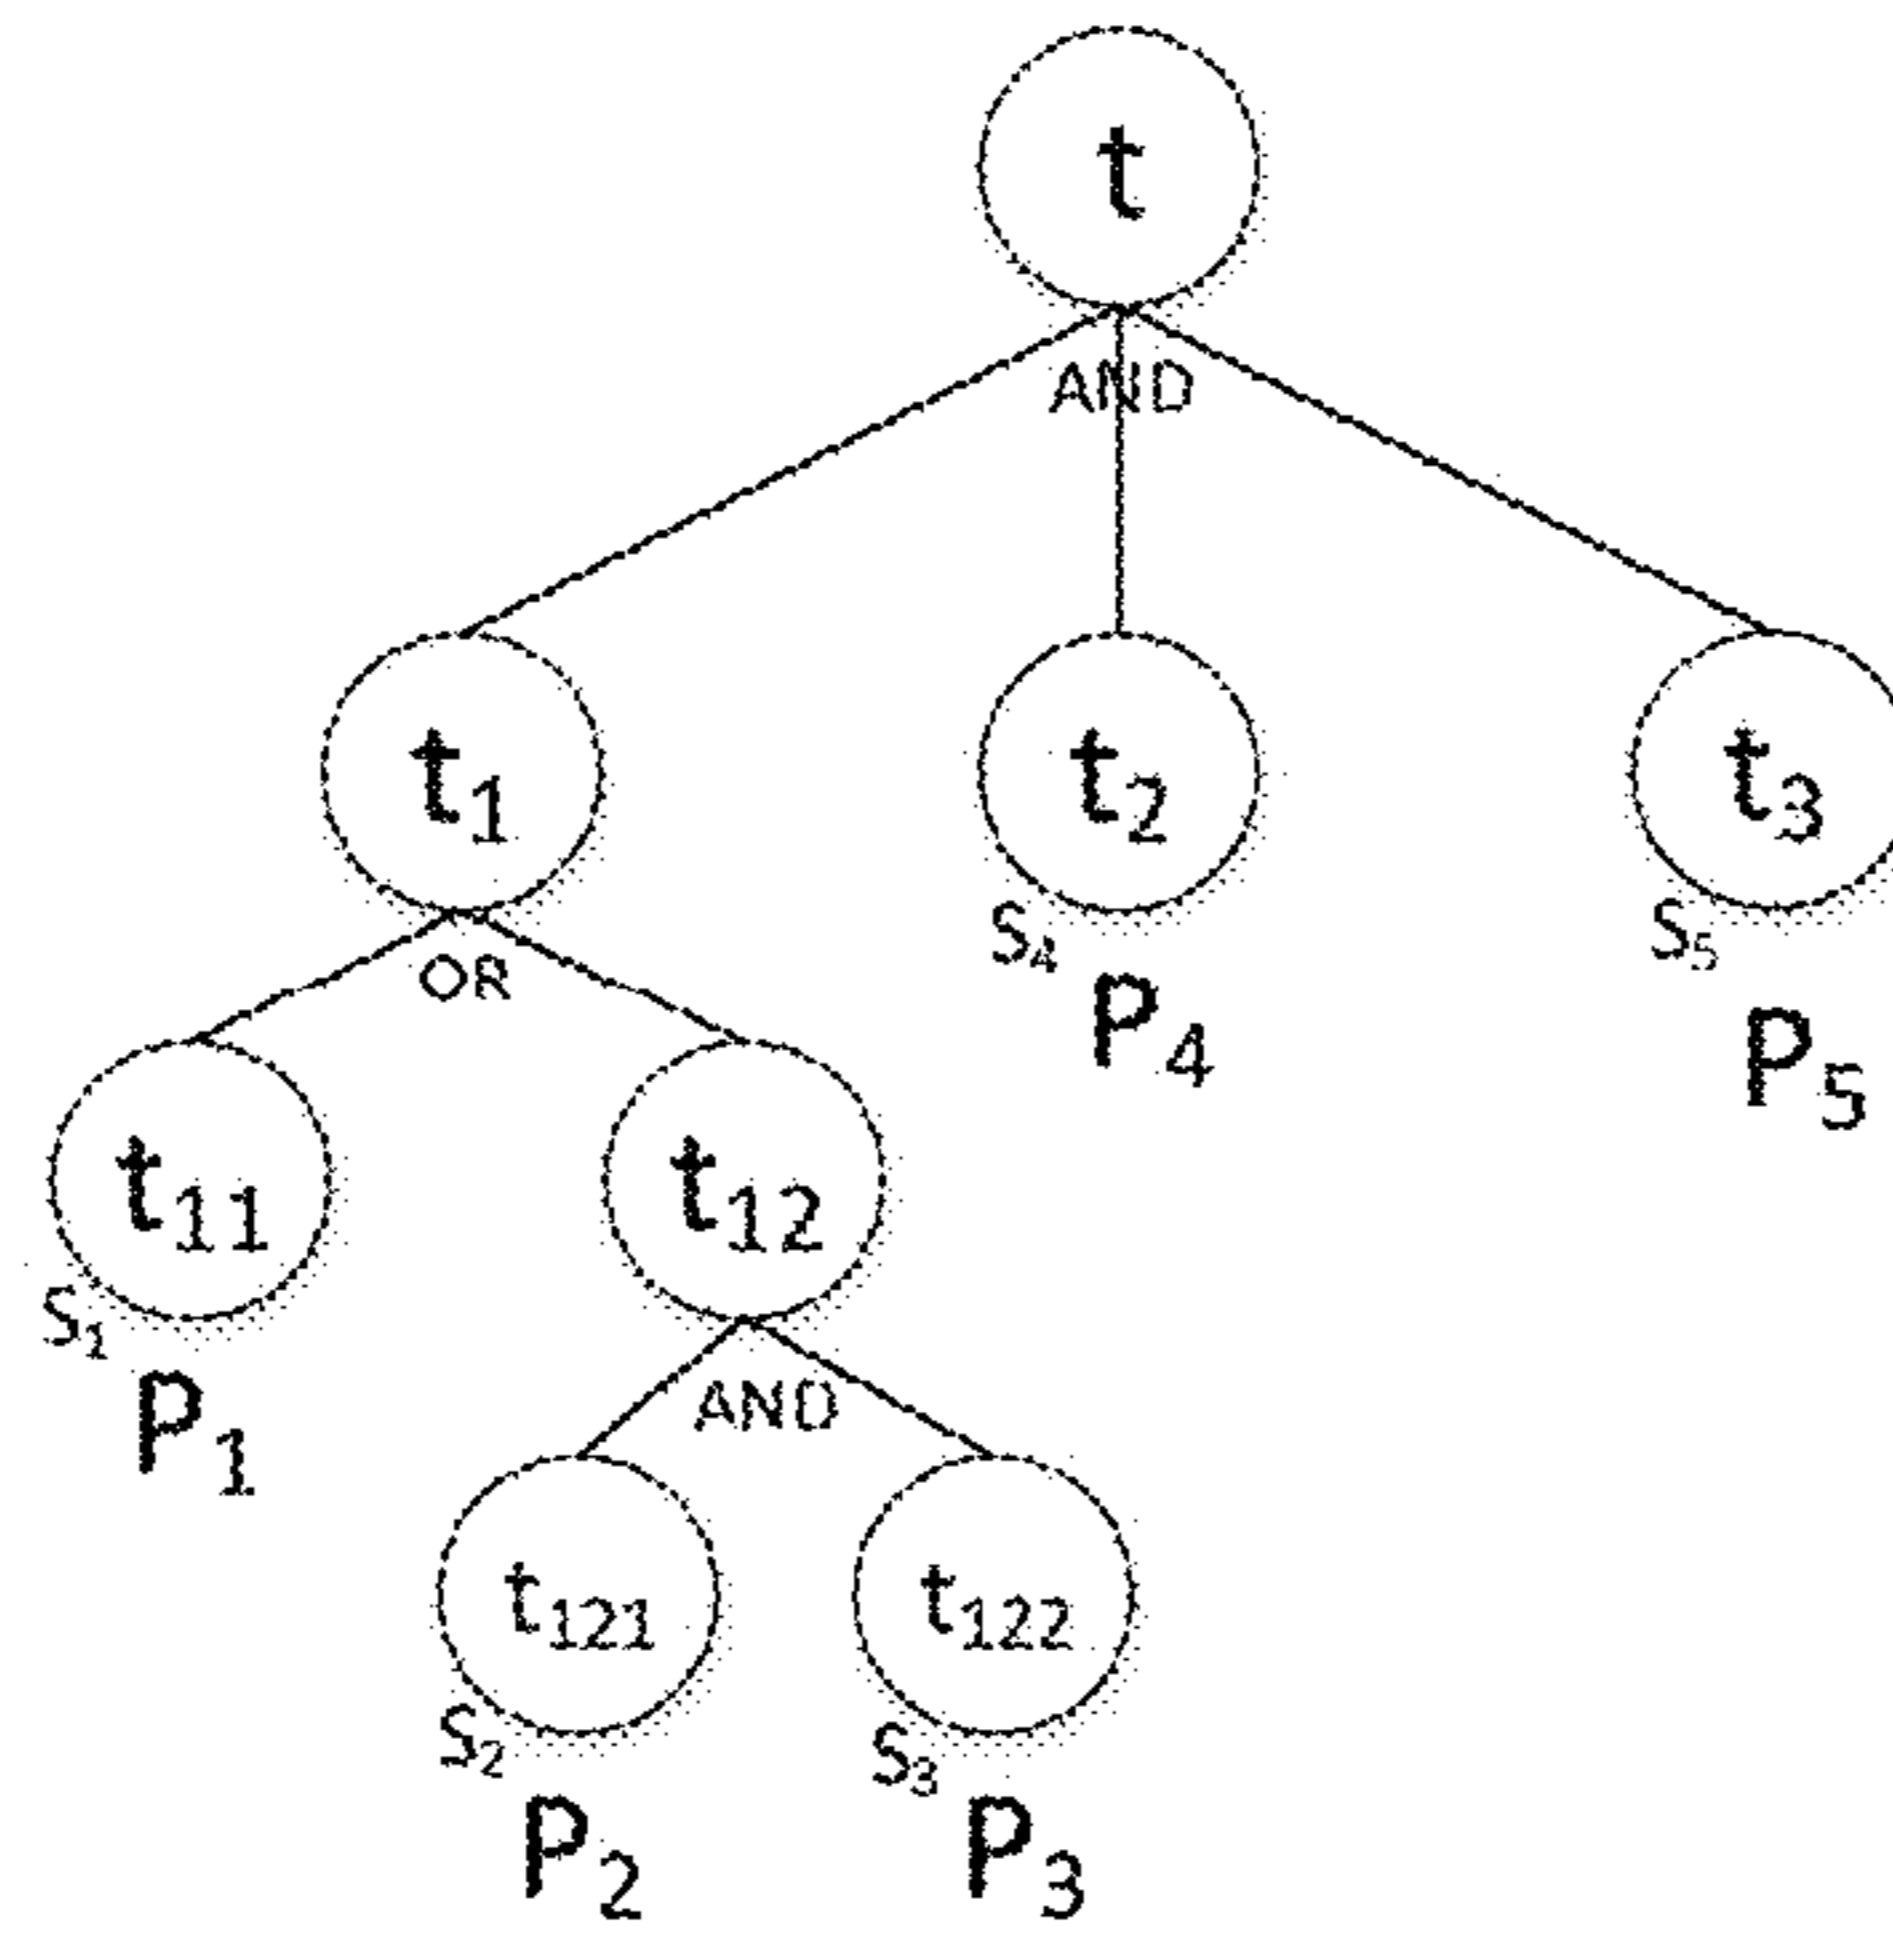 t
AND
t₁ t₂ t₃
S₄ S₅
OR
P₄ P₅
t₁₁ t₁₂
S₁
P₁
AND
t₁₂₁ t₁₂₂
S₂ S₃
P₂ P₃